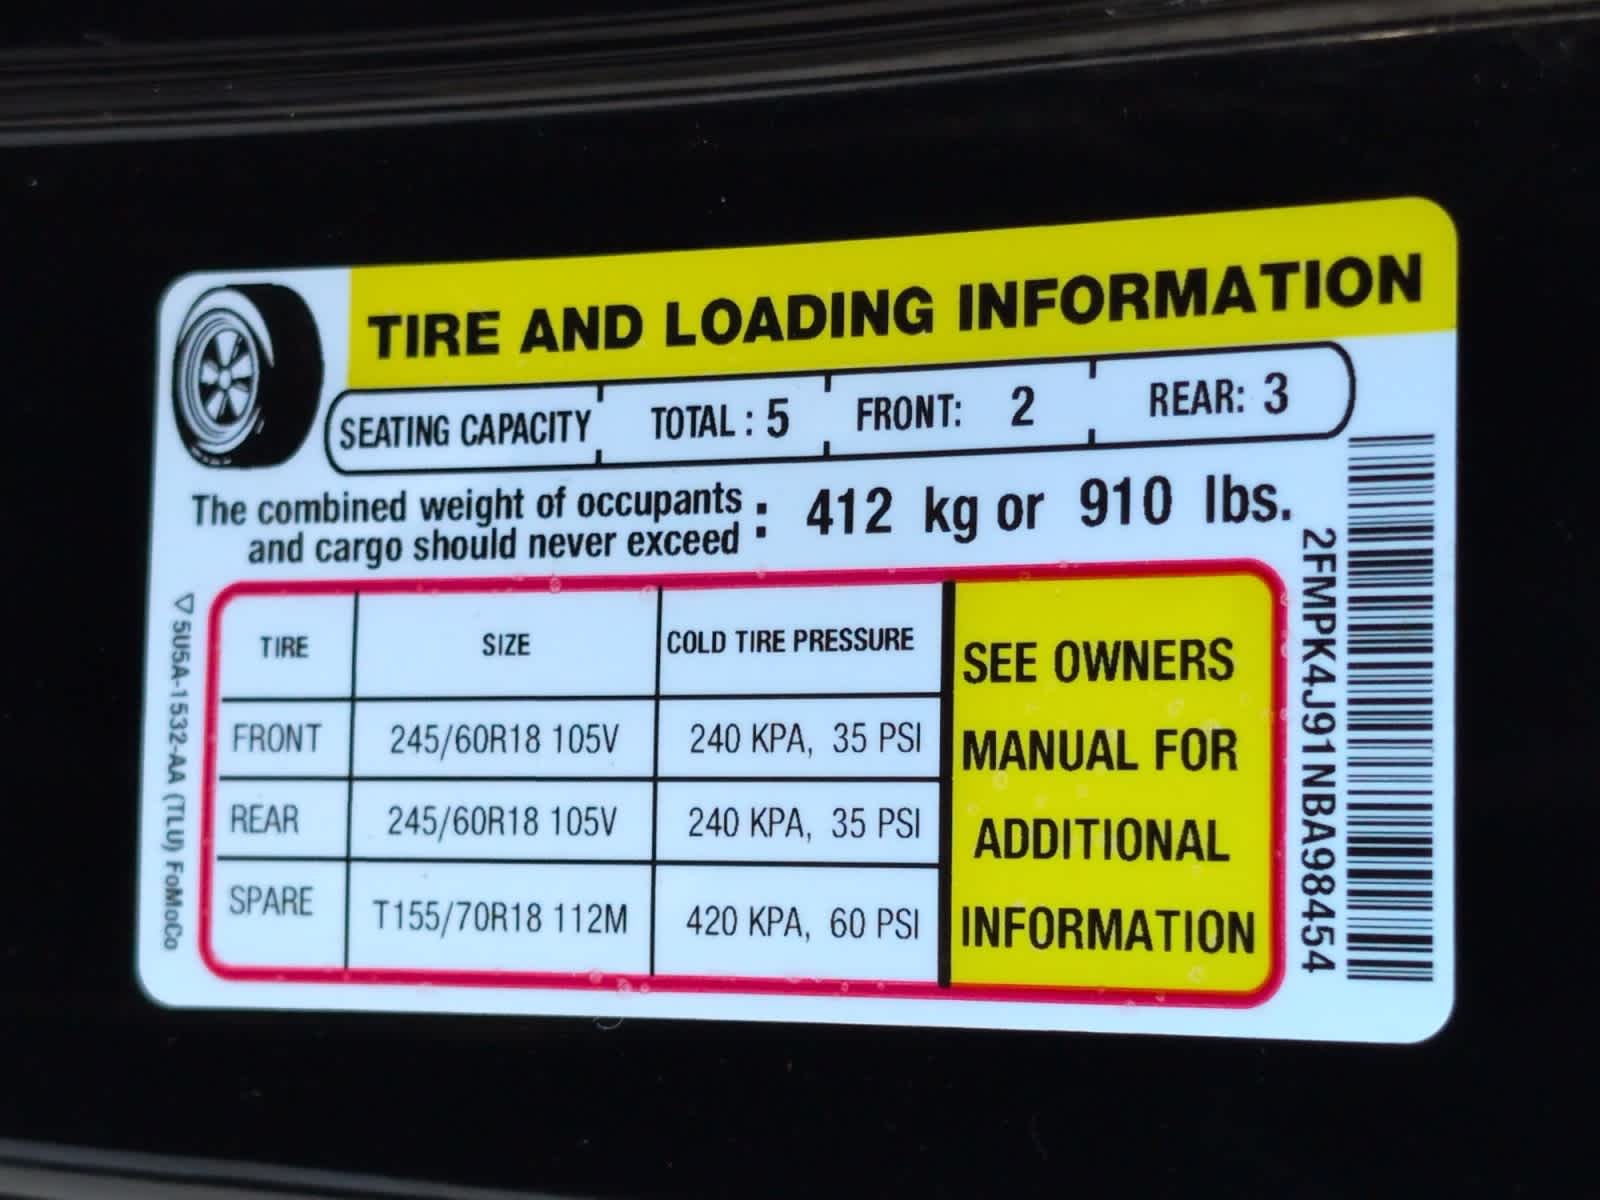 TIRE AND LOADING INFORMATION
SEATING CAPACITY TOTAL : 5 FRONT: 2 REAR: 3
The combined weight of occupants
and cargo should never exceed : 412 kg or 910 lbs.
TIRE SIZE COLD TIRE PRESSURE
FRONT 245/60R18 105V 240 KPA, 35 PSI
REAR 245/60R18 105V 240 KPA, 35 PSI
SPARE T155/70R18 112M 420 KPA, 60 PSI
SEE OWNERS
MANUAL FOR
ADDITIONAL
INFORMATION
5U5A-1532-AA (TLU) FoMoCo
2FMPK4J91NBA98454